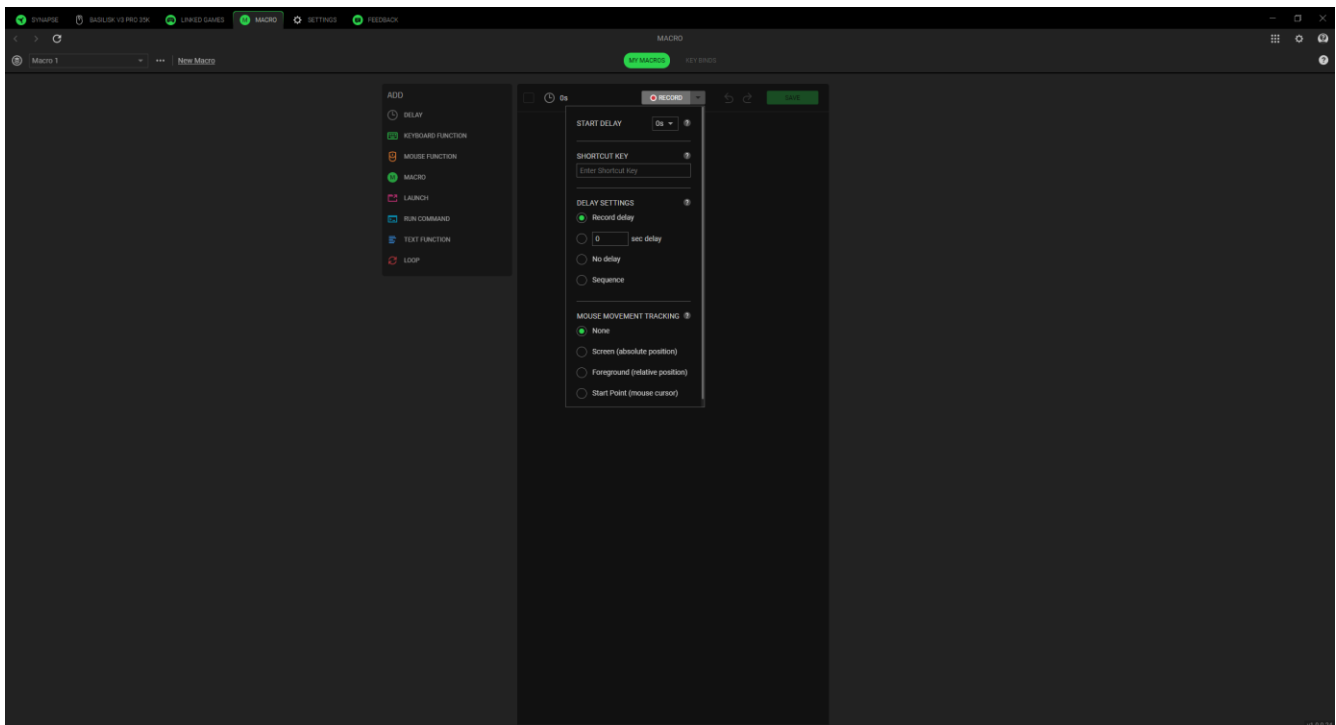 SYNAPSE BASILISK V3 PRO 35K LINKED GAMES MACRO SETTINGS FEEDBACK
MACRO
Macro 1 New Macro MY MACROS KEY BINDS
ADD
DELAY
KEYBOARD FUNCTION
MOUSE FUNCTION
MACRO
LAUNCH
RUN COMMAND
TEXT FUNCTION
LOOP
0s RECORD SAVE
START DELAY 0s
SHORTCUT KEY
Enter Shortcut Key
DELAY SETTINGS
Record delay
0 sec delay
No delay
Sequence
MOUSE MOVEMENT TRACKING
None
Screen (absolute position)
Foreground (relative position)
Start Point (mouse cursor)